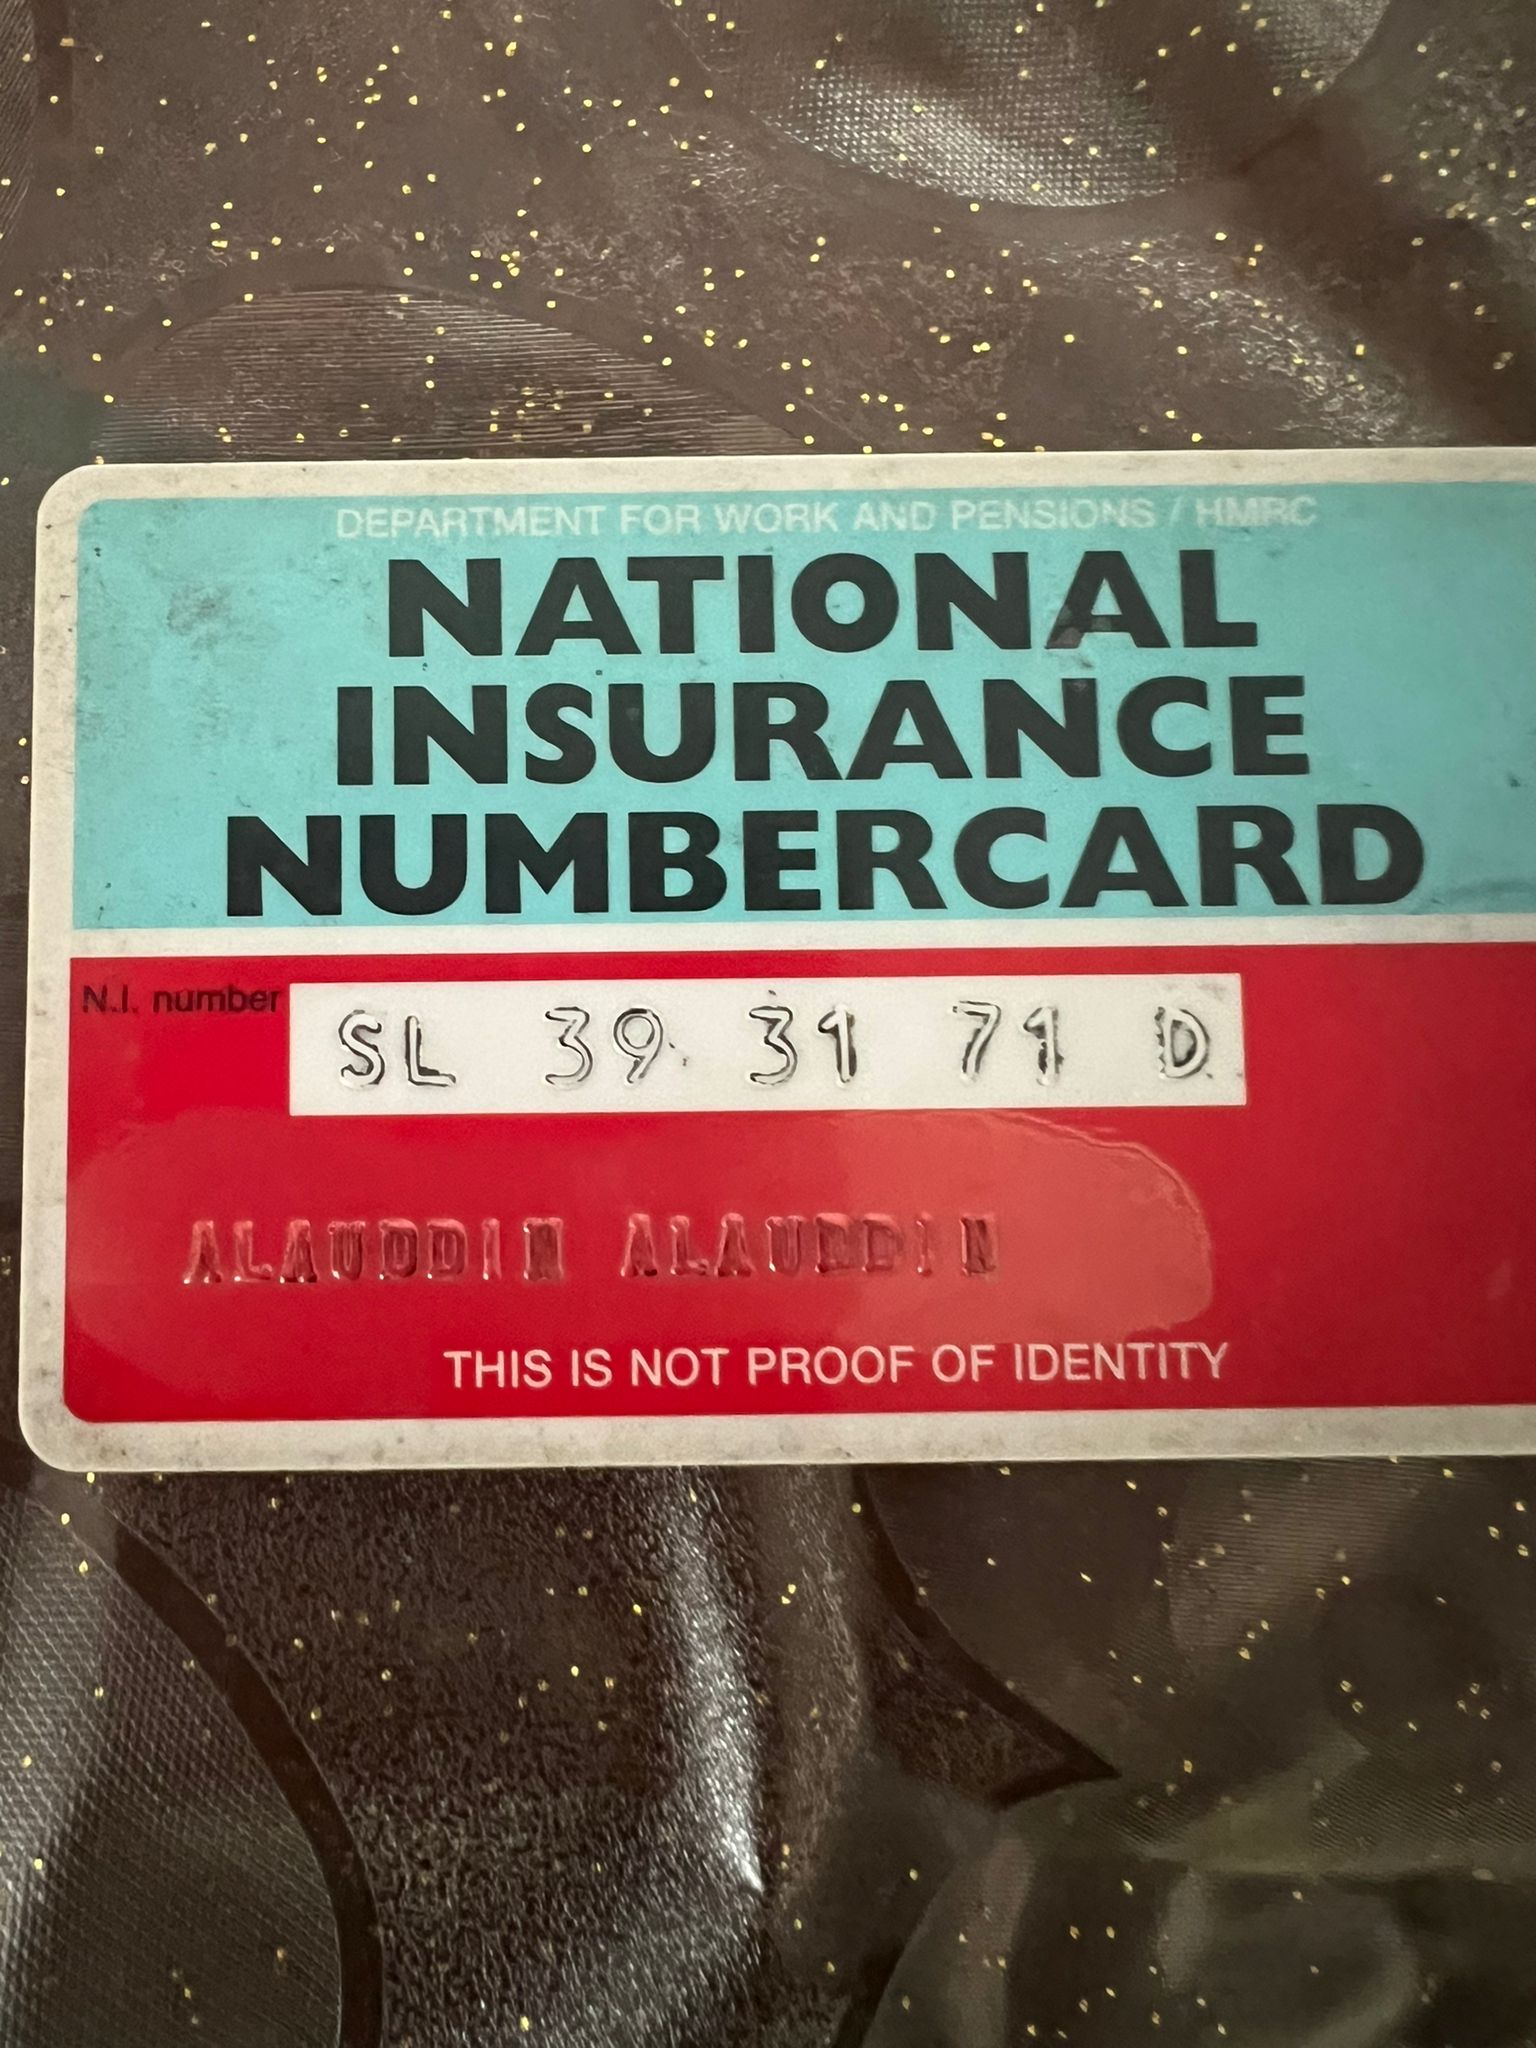 DEPARTMENT FOR WORK AND PENSIONS / HMRC
NATIONAL
INSURANCE
NUMBERCARD
N.I. number
SL 39 31 71 D
ALAUDDIN ALAUDDIN
THIS IS NOT PROOF OF IDENTITY